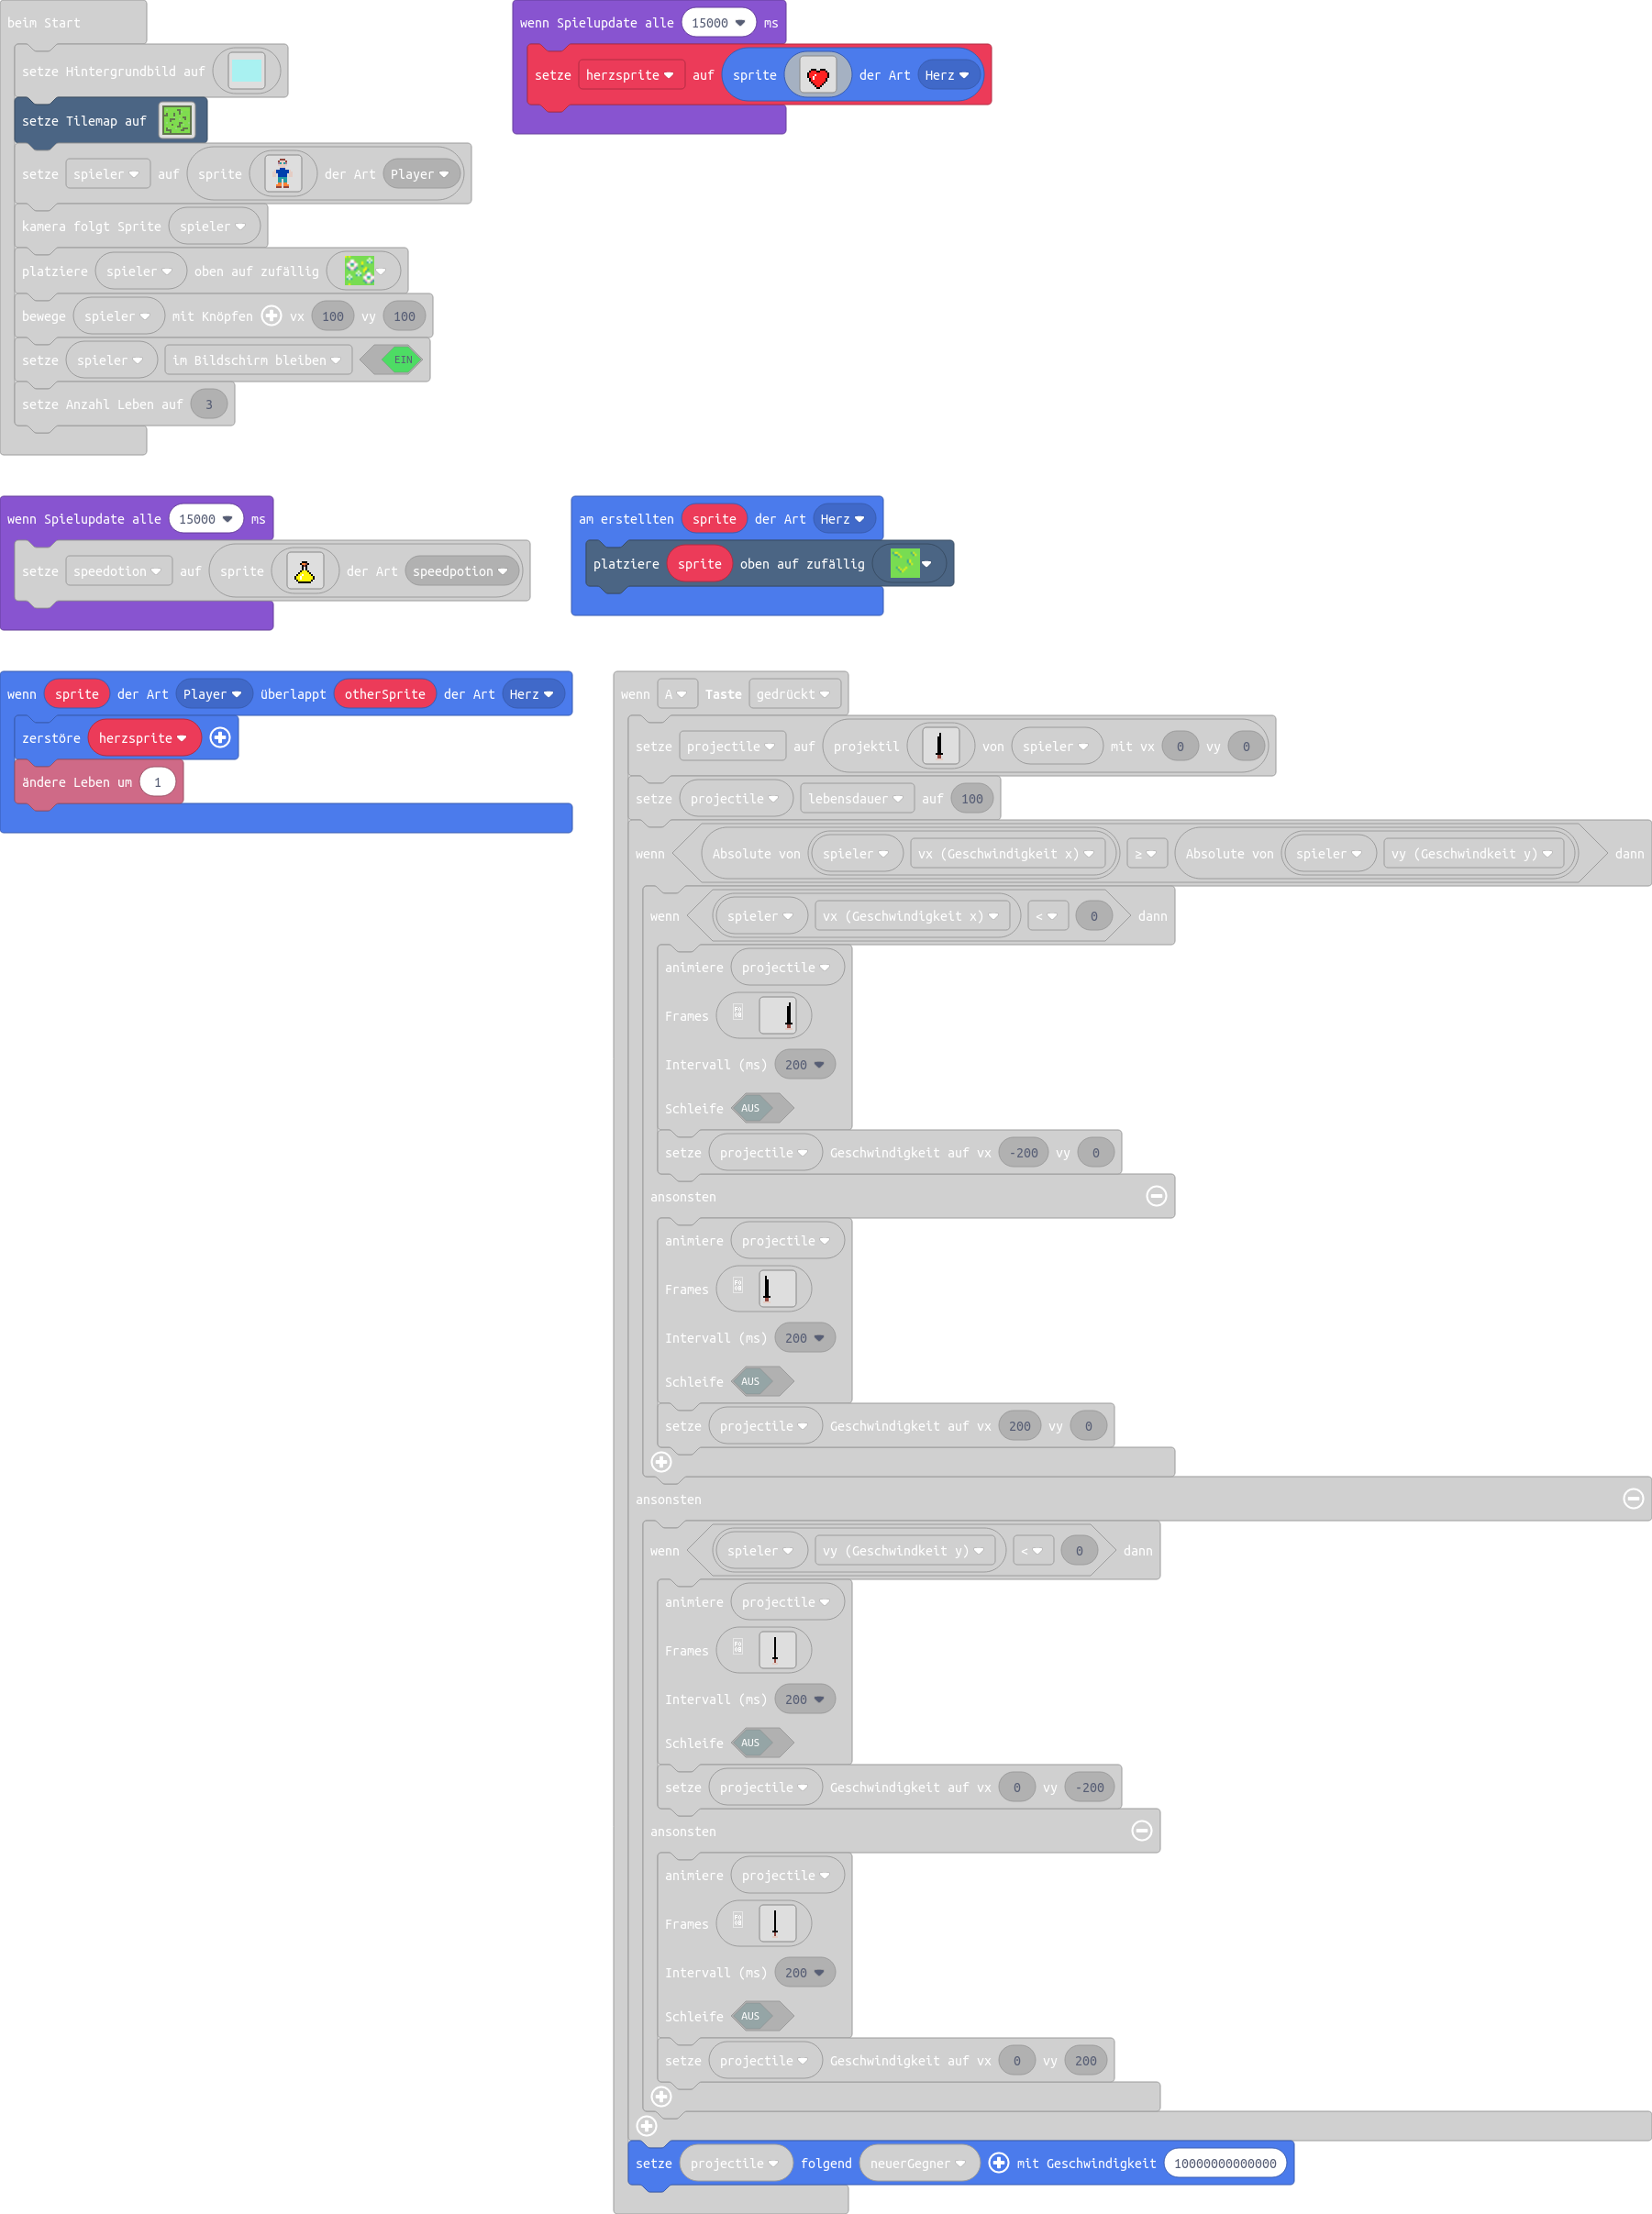 beim Start
setze Hintergrundbild auf
setze Tilemap auf
setze spieler auf sprite der Art Player
kamera folgt Sprite spieler
platziere spieler oben auf zufällig
bewege spieler mit Knöpfen vx 100 vy 100
setze spieler im Bildschirm bleiben EIN
setze Anzahl Leben auf 3
wenn Spielupdate alle 15000 ms
setze herzsprite auf sprite der Art Herz
wenn Spielupdate alle 15000 ms
setze speedotion auf sprite der Art speedpotion
am erstellten sprite der Art Herz
platziere sprite oben auf zufällig
wenn sprite der Art Player überlappt otherSprite der Art Herz
zerstöre herzsprite
ändere Leben um 1
wenn A Taste gedrückt
setze projectile auf projektil von spieler mit vx 0 vy 0
setze projectile lebensdauer auf 100
wenn Absolute von spieler vx (Geschwindigkeit x) ≥ Absolute von spieler vy (Geschwindkeit y) dann
wenn spieler vx (Geschwindigkeit x) < 0 dann
animiere projectile
Frames
Intervall (ms) 200
Schleife AUS
setze projectile Geschwindigkeit auf vx -200 vy 0
ansonsten
animiere projectile
Frames
Intervall (ms) 200
Schleife AUS
setze projectile Geschwindigkeit auf vx 200 vy 0
ansonsten
wenn spieler vy (Geschwindkeit y) < 0 dann
animiere projectile
Frames
Intervall (ms) 200
Schleife AUS
setze projectile Geschwindigkeit auf vx 0 vy -200
ansonsten
animiere projectile
Frames
Intervall (ms) 200
Schleife AUS
setze projectile Geschwindigkeit auf vx 0 vy 200
setze projectile folgend neuerGegner mit Geschwindigkeit 10000000000000